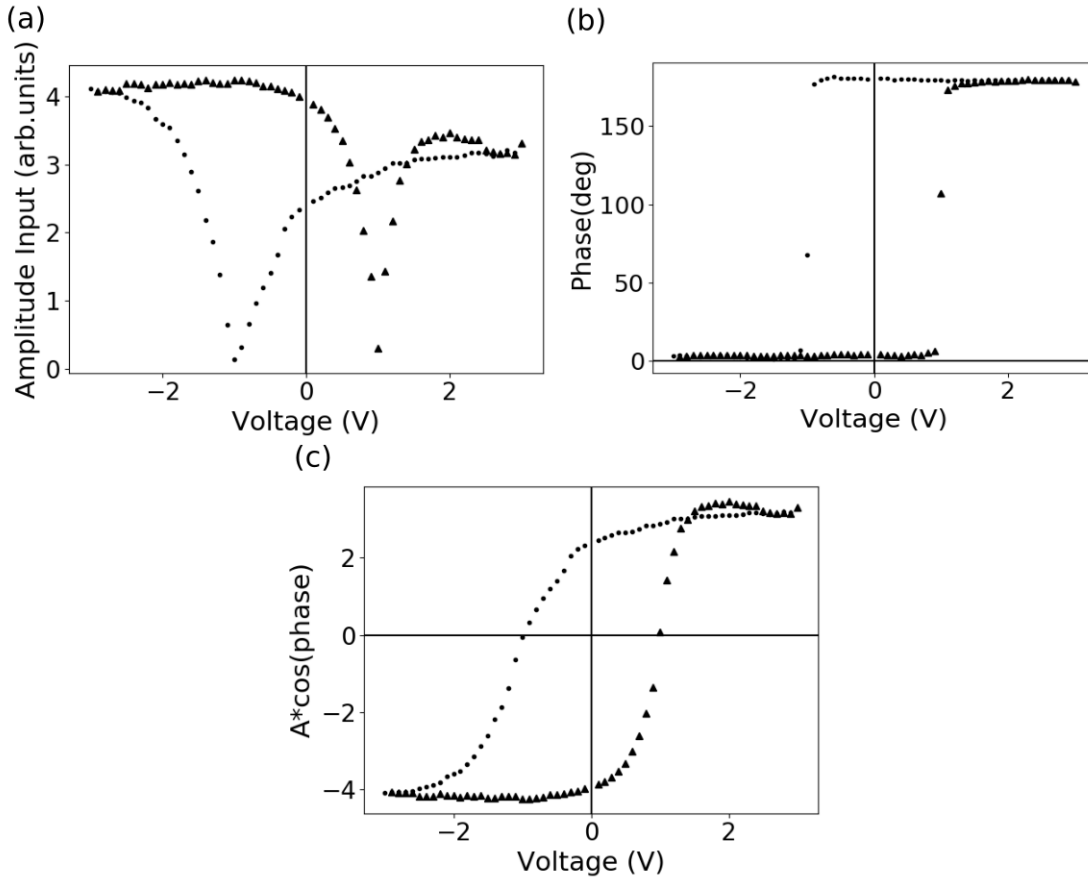 (a)
Amplitude Input (arb.units)
4
3
2
1
0
−2
0
2
Voltage (V)
(b)
Phase(deg)
150
100
50
0
−2
0
2
Voltage (V)
(c)
A*cos(phase)
2
0
−2
−4
−2
0
2
Voltage (V)